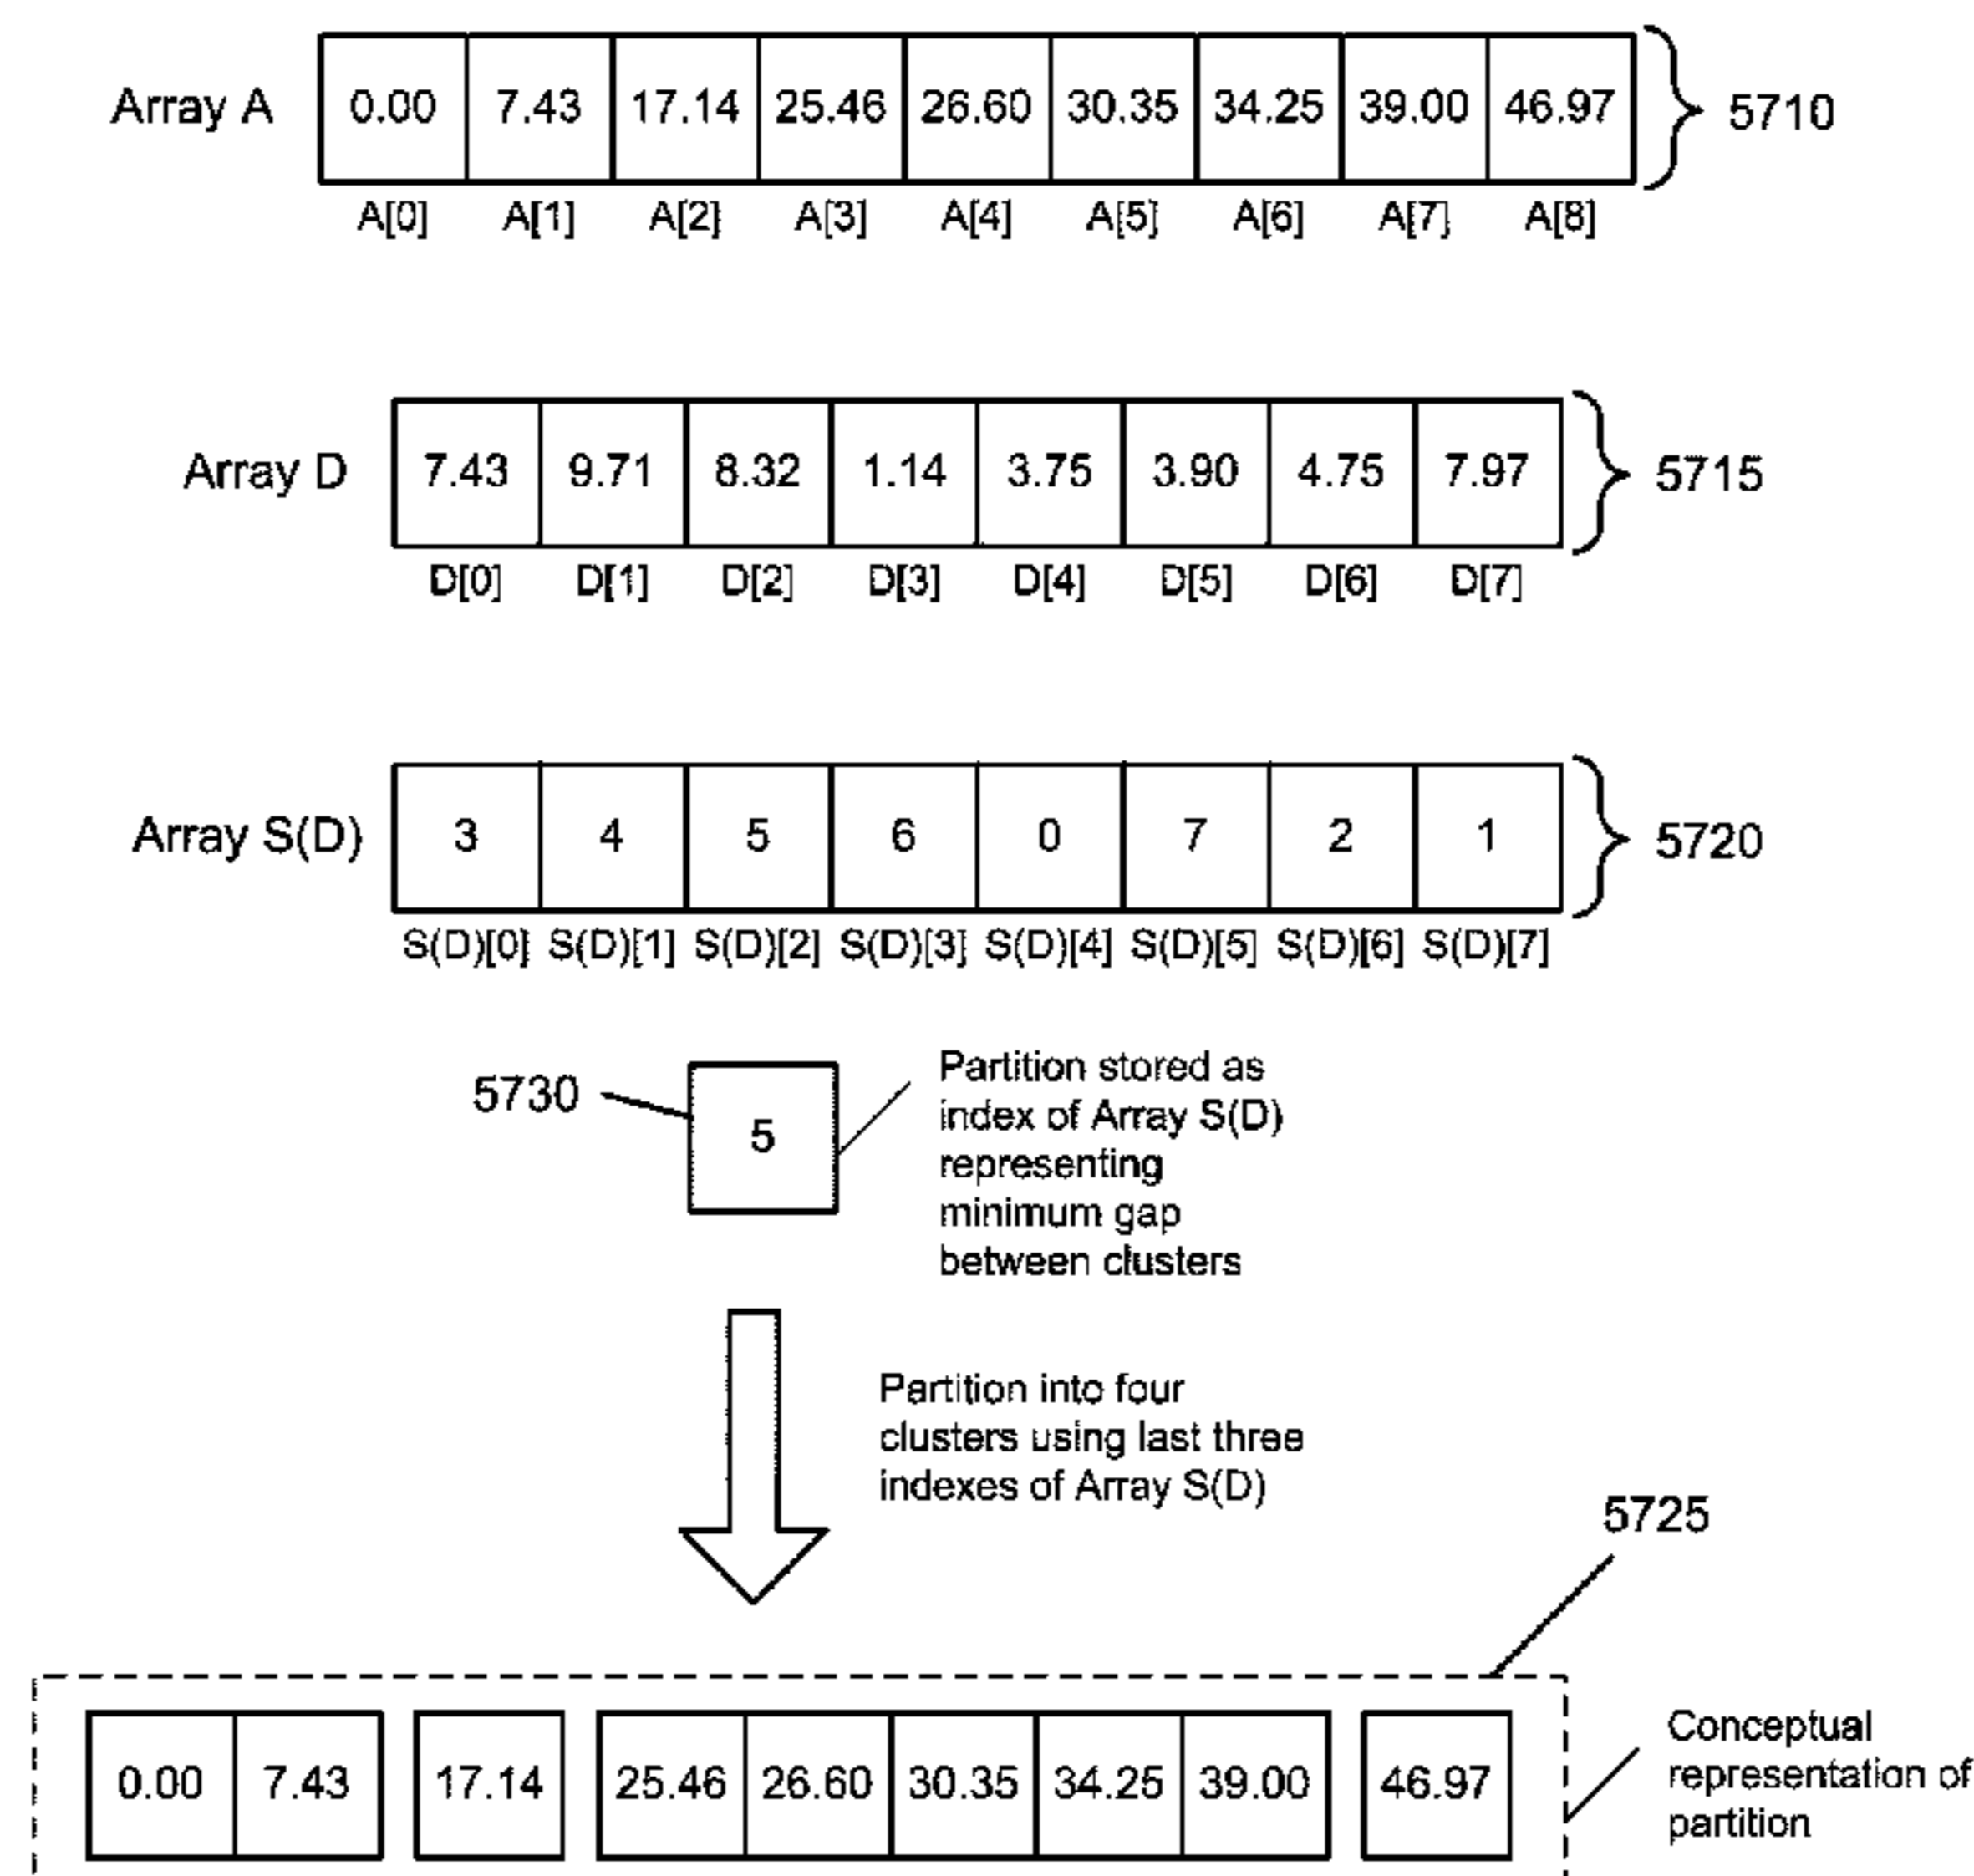 Array A 0.00 7.43 17.14 25.46 26.60 30.35 34.25 39.00 46.97 5710
A[0] A[1] A[2] A[3] A[4] A[5] A[6] A[7] A[8]
Array D 7.43 9.71 8.32 1.14 3.75 3.90 4.75 7.97 5715
D[0] D[1] D[2] D[3] D[4] D[5] D[6] D[7]
Array S(D) 3 4 5 6 0 7 2 1 5720
S(D)[0] S(D)[1] S(D)[2] S(D)[3] S(D)[4] S(D)[5] S(D)[6] S(D)[7]
5730
5
Partition stored as
index of Array S(D)
representing
minimum gap
between clusters
Partition into four
clusters using last three
indexes of Array S(D)
5725
0.00 7.43 17.14 25.46 26.60 30.35 34.25 39.00 46.97
Conceptual
representation of
partition